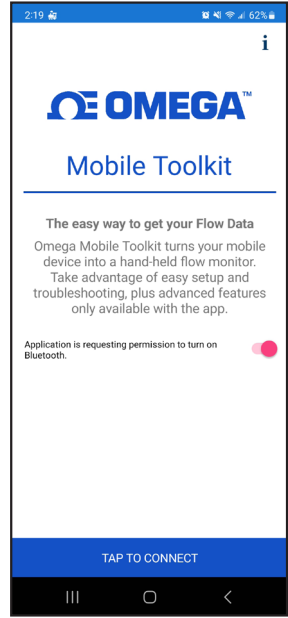 2:19 62%
i
OMEGA™
Mobile Toolkit
The easy way to get your Flow Data
Omega Mobile Toolkit turns your mobile
device into a hand-held flow monitor.
Take advantage of easy setup and
troubleshooting, plus advanced features
only available with the app.
Application is requesting permission to turn on
Bluetooth.
TAP TO CONNECT